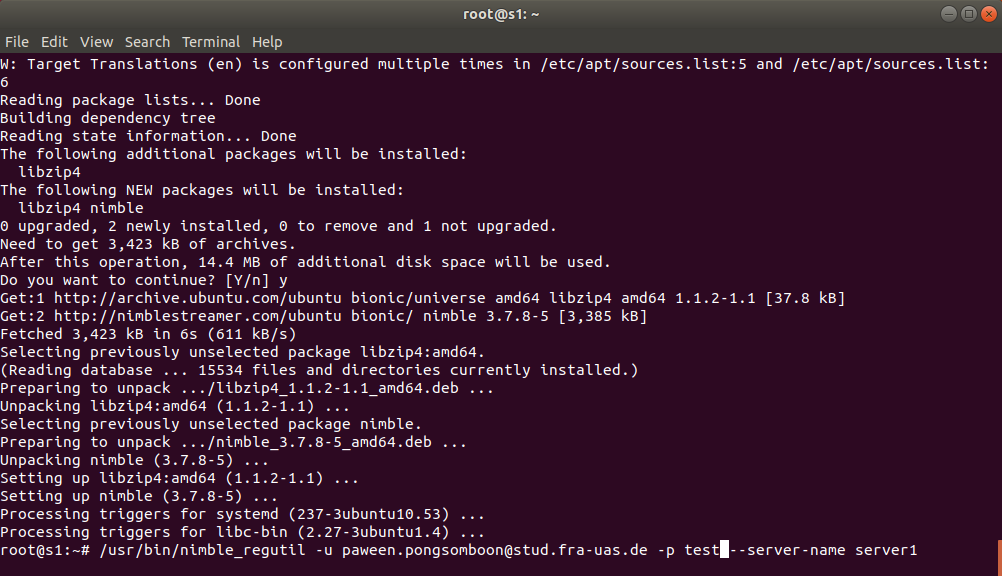 root@s1: ~
File Edit View Search Terminal Help
W: Target Translations (en) is configured multiple times in /etc/apt/sources.list:5 and /etc/apt/sources.list:
6
Reading package lists... Done
Building dependency tree
Reading state information... Done
The following additional packages will be installed:
  libzip4
The following NEW packages will be installed:
  libzip4 nimble
0 upgraded, 2 newly installed, 0 to remove and 1 not upgraded.
Need to get 3,423 kB of archives.
After this operation, 14.4 MB of additional disk space will be used.
Do you want to continue? [Y/n] y
Get:1 http://archive.ubuntu.com/ubuntu bionic/universe amd64 libzip4 amd64 1.1.2-1.1 [37.8 kB]
Get:2 http://nimblestreamer.com/ubuntu bionic/ nimble 3.7.8-5 [3,385 kB]
Fetched 3,423 kB in 6s (611 kB/s)
Selecting previously unselected package libzip4:amd64.
(Reading database ... 15534 files and directories currently installed.)
Preparing to unpack .../libzip4_1.1.2-1.1_amd64.deb ...
Unpacking libzip4:amd64 (1.1.2-1.1) ...
Selecting previously unselected package nimble.
Preparing to unpack .../nimble_3.7.8-5_amd64.deb ...
Unpacking nimble (3.7.8-5) ...
Setting up libzip4:amd64 (1.1.2-1.1) ...
Setting up nimble (3.7.8-5) ...
Processing triggers for systemd (237-3ubuntu10.53) ...
Processing triggers for libc-bin (2.27-3ubuntu1.4) ...
root@s1:~# /usr/bin/nimble_regutil -u paween.pongsomboon@stud.fra-uas.de -p test --server-name server1